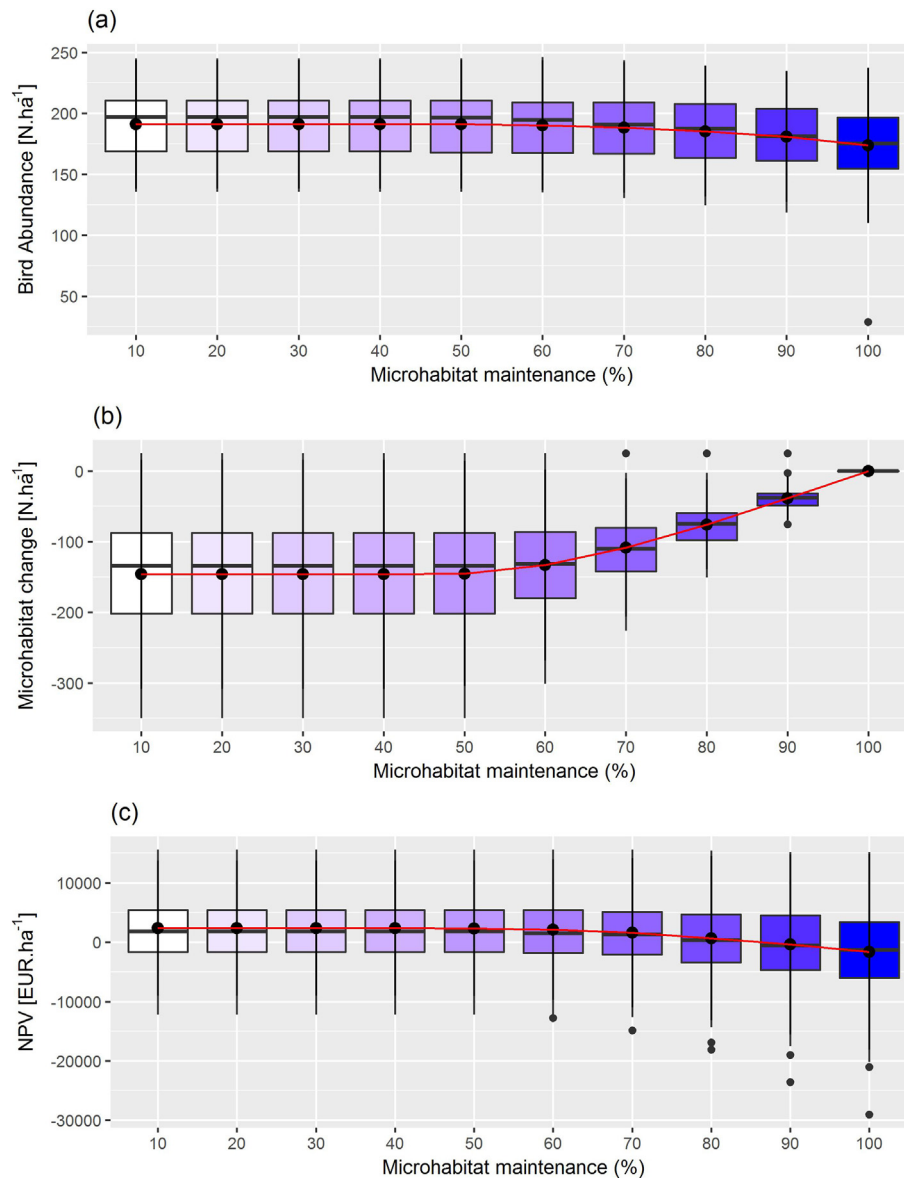 (a)
Bird Abundance [N.ha⁻¹]
250
200
150
100
50
10 20 30 40 50 60 70 80 90 100
Microhabitat maintenance (%)
(b)
Microhabitat change [N.ha⁻¹]
0
-100
-200
-300
10 20 30 40 50 60 70 80 90 100
Microhabitat maintenance (%)
(c)
NPV [EUR.ha⁻¹]
10000
0
-10000
-20000
-30000
10 20 30 40 50 60 70 80 90 100
Microhabitat maintenance (%)